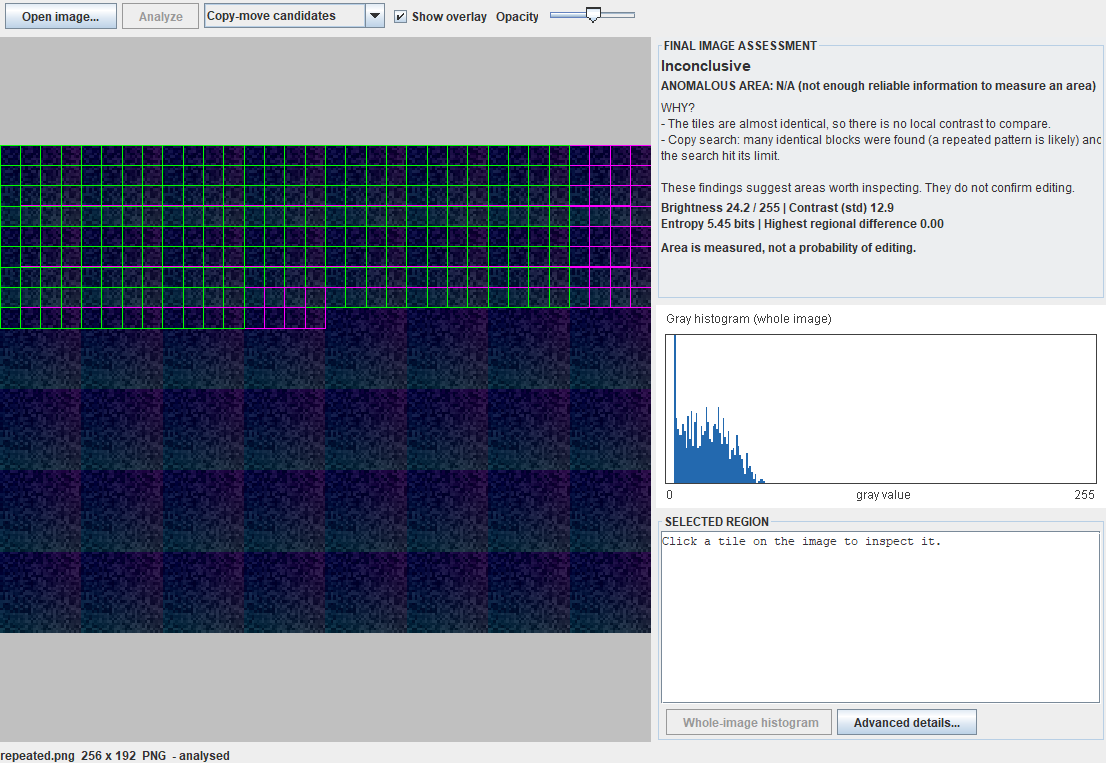 Open image... Analyze Copy-move candidates Show overlay Opacity
FINAL IMAGE ASSESSMENT
Inconclusive
ANOMALOUS AREA: N/A (not enough reliable information to measure an area)
WHY?
- The tiles are almost identical, so there is no local contrast to compare.
- Copy search: many identical blocks were found (a repeated pattern is likely) and
the search hit its limit.
These findings suggest areas worth inspecting. They do not confirm editing.
Brightness 24.2 / 255 | Contrast (std) 12.9
Entropy 5.45 bits | Highest regional difference 0.00
Area is measured, not a probability of editing.
Gray histogram (whole image)
0 gray value 255
SELECTED REGION
Click a tile on the image to inspect it.
Whole-image histogram Advanced details...
repeated.png 256 x 192 PNG - analysed